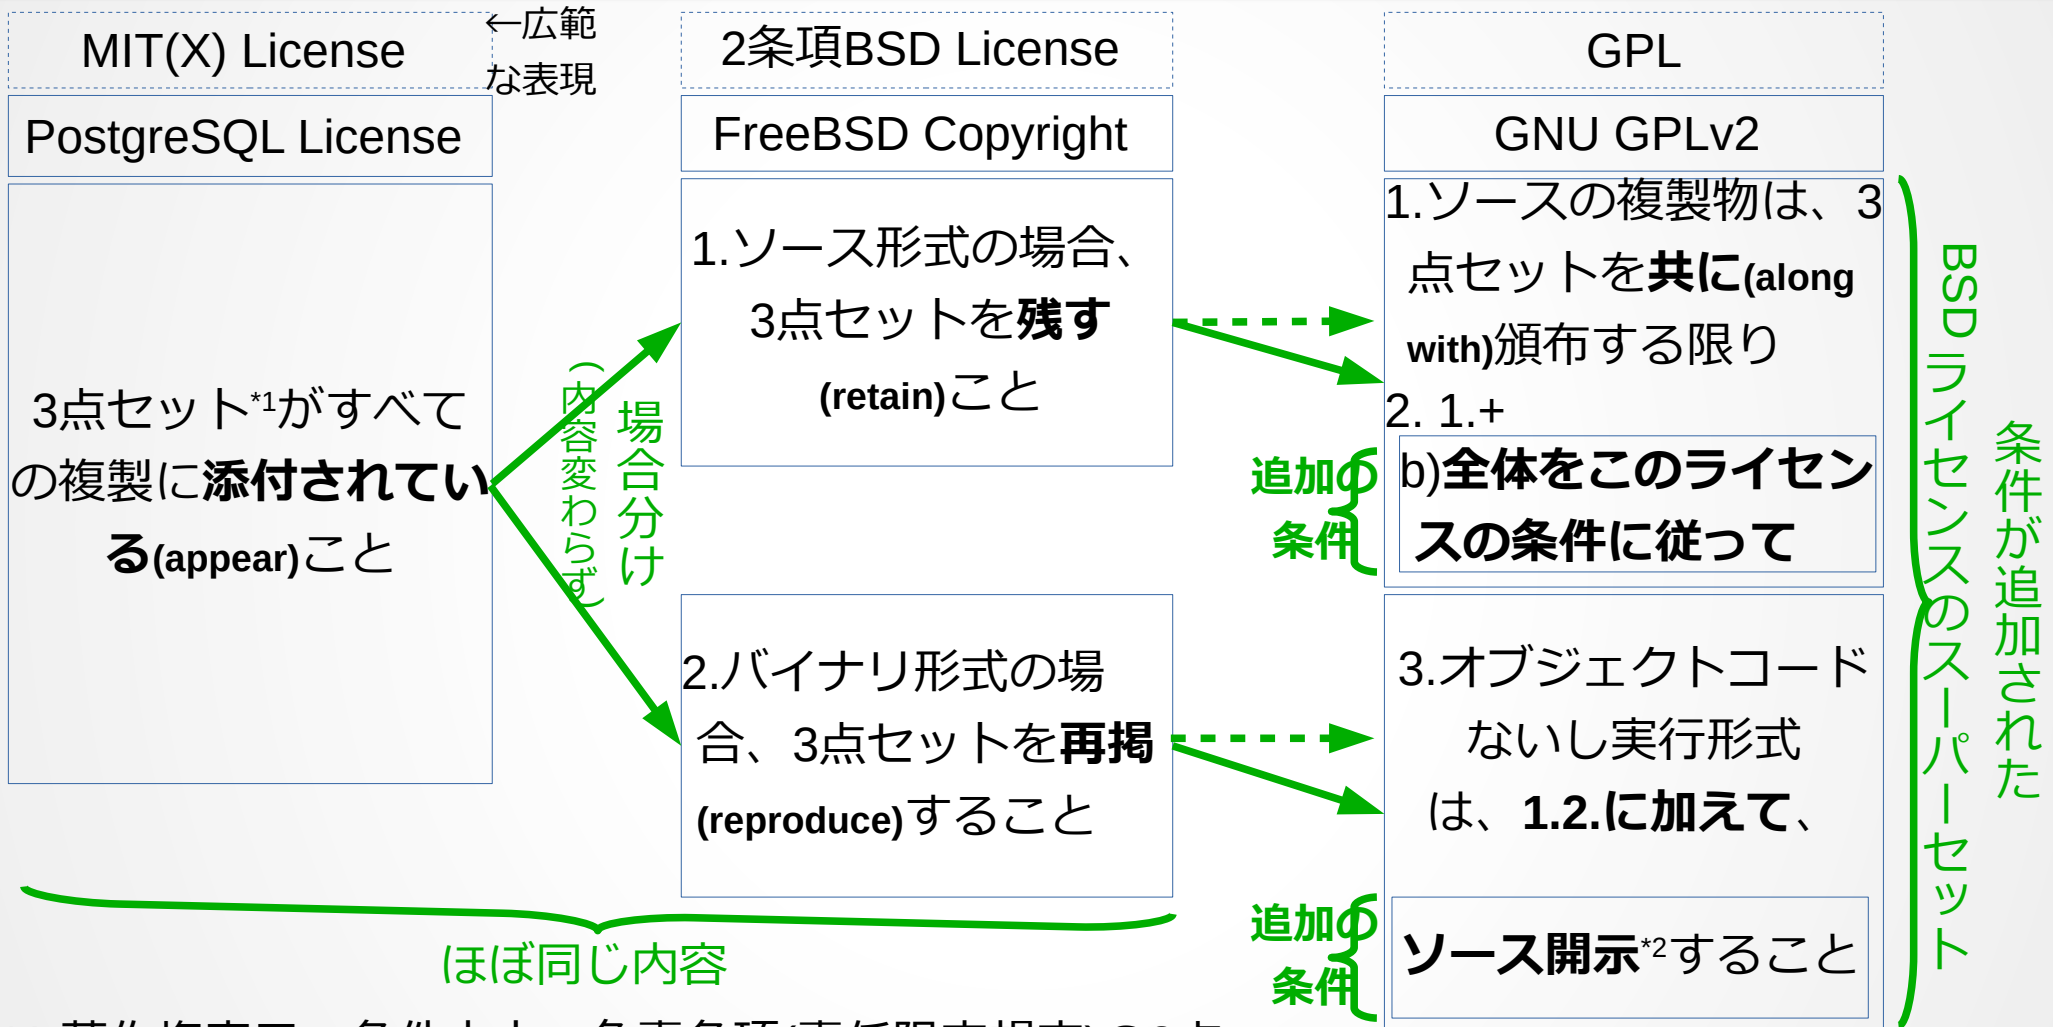 MIT(X) License
←広範
な表現
PostgreSQL License
3点セット*1がすべて
の複製に添付されてい
る(appear)こと
(内容変わらず)
場合分け
2条項BSD License
FreeBSD Copyright
1.ソース形式の場合、
3点セットを残す
(retain)こと
2.バイナリ形式の場
合、3点セットを再掲
(reproduce)すること
ほぼ同じ内容
GPL
GNU GPLv2
1.ソースの複製物は、3
点セットを共に(along
with)頒布する限り
2. 1.+
追加の
条件
b)全体をこのライセン
スの条件に従って
3.オブジェクトコード
ないし実行形式
は、1.2.に加えて、
追加の
条件
ソース開示*2すること
条件が追加された
BSDライセンスのスーパーセット